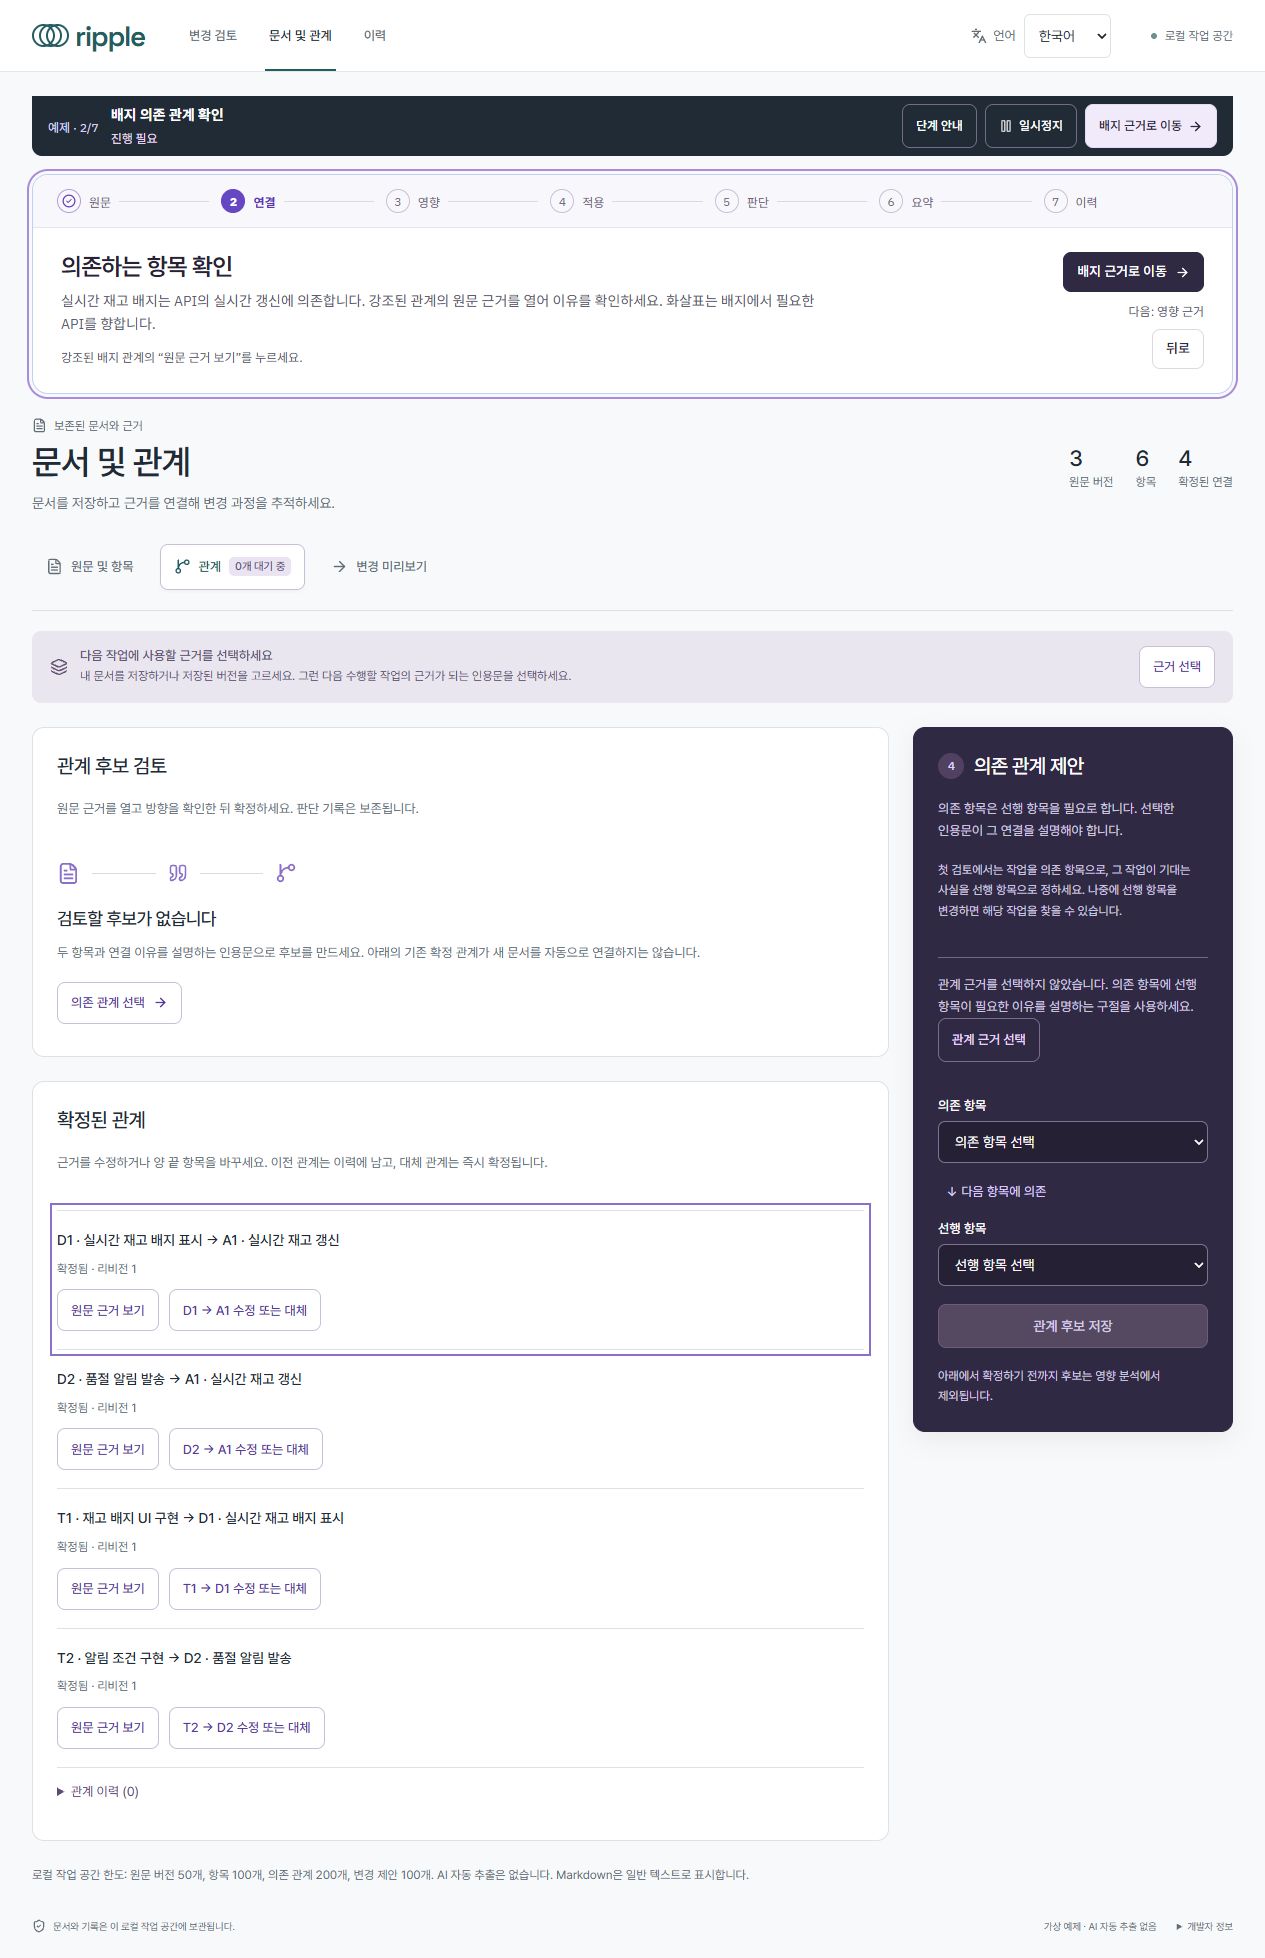 ripple
변경 검토
문서 및 관계
이력
언어
한국어
로컬 작업 공간
예제 · 2/7
배지 의존 관계 확인
진행 필요
단계 안내
일시정지
배지 근거로 이동 →
원문
2 연결
3 영향
4 적용
5 판단
6 요약
7 이력
의존하는 항목 확인
실시간 재고 배지는 API의 실시간 갱신에 의존합니다. 강조된 관계의 원문 근거를 열어 이유를 확인하세요. 화살표는 배지에서 필요한
API를 향합니다.
강조된 배지 관계의 “원문 근거 보기”를 누르세요.
배지 근거로 이동 →
다음: 영향 근거
뒤로
보존된 문서와 근거
문서 및 관계
문서를 저장하고 근거를 연결해 변경 과정을 추적하세요.
3
원문 버전
6
항목
4
확정된 연결
원문 및 항목
관계 0개 대기 중
→ 변경 미리보기
다음 작업에 사용할 근거를 선택하세요
내 문서를 저장하거나 저장된 버전을 고르세요. 그런 다음 수행할 작업의 근거가 되는 인용문을 선택하세요.
근거 선택
관계 후보 검토
원문 근거를 열고 방향을 확인한 뒤 확정하세요. 판단 기록은 보존됩니다.
검토할 후보가 없습니다
두 항목과 연결 이유를 설명하는 인용문으로 후보를 만드세요. 아래의 기존 확정 관계가 새 문서를 자동으로 연결하지는 않습니다.
의존 관계 선택 →
확정된 관계
근거를 수정하거나 양 끝 항목을 바꾸세요. 이전 관계는 이력에 남고, 대체 관계는 즉시 확정됩니다.
D1 · 실시간 재고 배지 표시 → A1 · 실시간 재고 갱신
확정됨 · 리비전 1
원문 근거 보기
D1 → A1 수정 또는 대체
D2 · 품절 알림 발송 → A1 · 실시간 재고 갱신
확정됨 · 리비전 1
원문 근거 보기
D2 → A1 수정 또는 대체
T1 · 재고 배지 UI 구현 → D1 · 실시간 재고 배지 표시
확정됨 · 리비전 1
원문 근거 보기
T1 → D1 수정 또는 대체
T2 · 알림 조건 구현 → D2 · 품절 알림 발송
확정됨 · 리비전 1
원문 근거 보기
T2 → D2 수정 또는 대체
▶ 관계 이력 (0)
4 의존 관계 제안
의존 항목은 선행 항목을 필요로 합니다. 선택한
인용문이 그 연결을 설명해야 합니다.
첫 검토에서는 작업을 의존 항목으로, 그 작업이 기대는
사실을 선행 항목으로 정하세요. 나중에 선행 항목을
변경하면 해당 작업을 찾을 수 있습니다.
관계 근거를 선택하지 않았습니다. 의존 항목에 선행
항목이 필요한 이유를 설명하는 구절을 사용하세요.
관계 근거 선택
의존 항목
의존 항목 선택
↓ 다음 항목에 의존
선행 항목
선행 항목 선택
관계 후보 저장
아래에서 확정하기 전까지 후보는 영향 분석에서
제외됩니다.
로컬 작업 공간 한도: 원문 버전 50개, 항목 100개, 의존 관계 200개, 변경 제안 100개. AI 자동 추출은 없습니다. Markdown은 일반 텍스트로 표시합니다.
문서와 기록은 이 로컬 작업 공간에 보관됩니다.
가상 예제 · AI 자동 추출 없음
▶ 개발자 정보